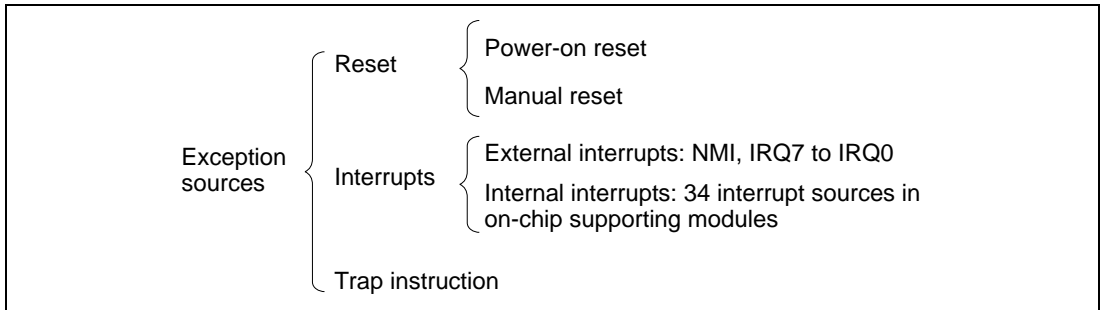 Exception
sources
Reset
Power-on reset
Manual reset
Interrupts
External interrupts: NMI, IRQ7 to IRQ0
Internal interrupts: 34 interrupt sources in
on-chip supporting modules
Trap instruction